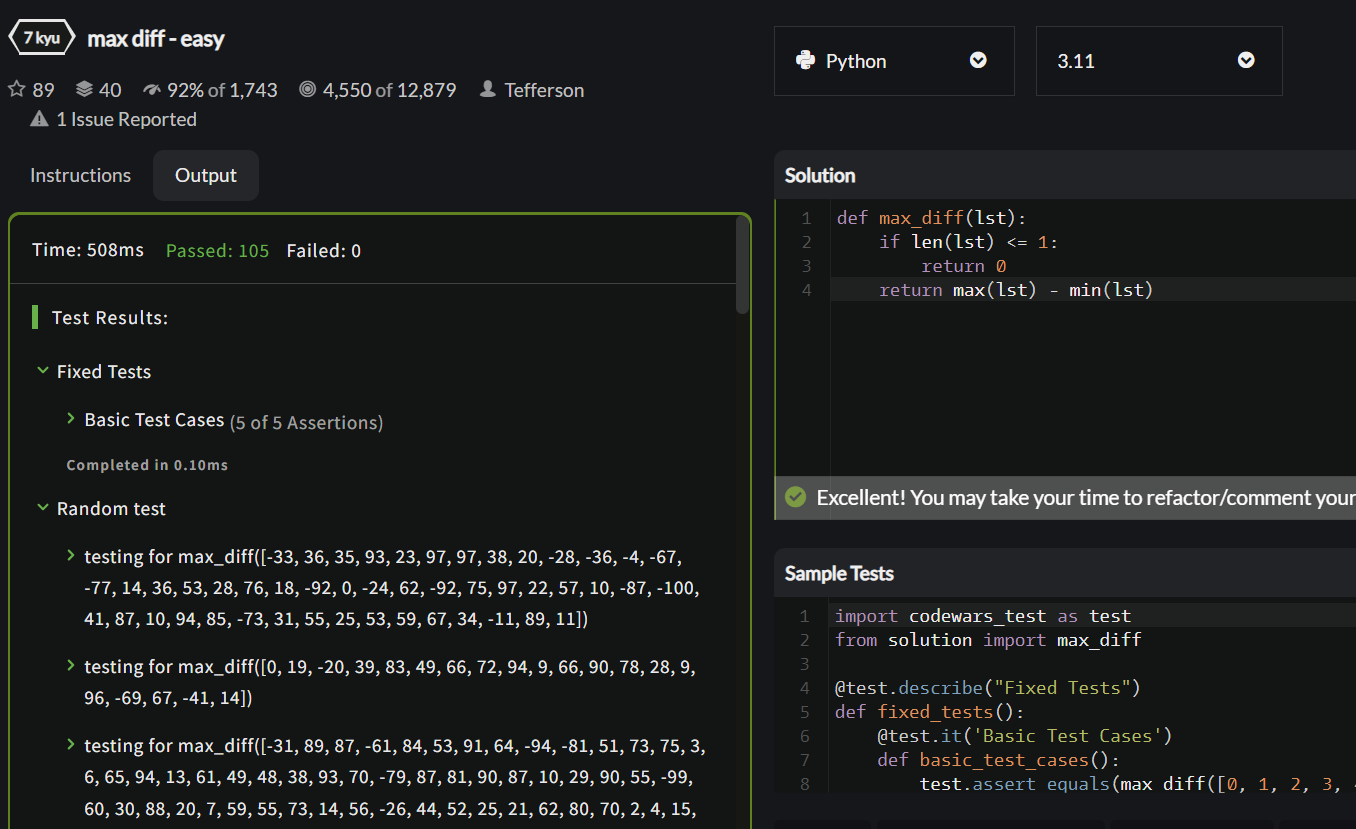 7 kyu max diff - easy
89 40 92% of 1,743 4,550 of 12,879 Tefferson
1 Issue Reported
Python 3.11
Instructions Output
Time: 508ms Passed: 105 Failed: 0
Test Results:
Fixed Tests
Basic Test Cases (5 of 5 Assertions)
Completed in 0.10ms
Random test
testing for max_diff([-33, 36, 35, 93, 23, 97, 97, 38, 20, -28, -36, -4, -67,
-77, 14, 36, 53, 28, 76, 18, -92, 0, -24, 62, -92, 75, 97, 22, 57, 10, -87, -100,
41, 87, 10, 94, 85, -73, 31, 55, 25, 53, 59, 67, 34, -11, 89, 11])
testing for max_diff([0, 19, -20, 39, 83, 49, 66, 72, 94, 9, 66, 90, 78, 28, 9,
96, -69, 67, -41, 14])
testing for max_diff([-31, 89, 87, -61, 84, 53, 91, 64, -94, -81, 51, 73, 75, 3,
6, 65, 94, 13, 61, 49, 48, 38, 93, 70, -79, 87, 81, 90, 87, 10, 29, 90, 55, -99,
60, 30, 88, 20, 7, 59, 55, 73, 14, 56, -26, 44, 52, 25, 21, 62, 80, 70, 2, 4, 15,
Solution
1 def max_diff(lst):
2     if len(lst) <= 1:
3         return 0
4     return max(lst) - min(lst)
Excellent! You may take your time to refactor/comment your
Sample Tests
1 import codewars_test as test
2 from solution import max_diff
3
4 @test.describe("Fixed Tests")
5 def fixed_tests():
6     @test.it('Basic Test Cases')
7     def basic_test_cases():
8         test.assert_equals(max_diff([0, 1, 2, 3,